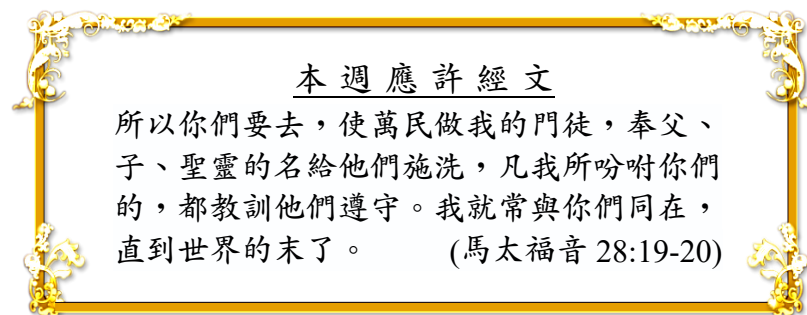 本週應許經文
所以你們要去，使萬民做我的門徒，奉父、
子、聖靈的名給他們施洗，凡我所吩咐你們
的，都教訓他們遵守。我就常與你們同在，
直到世界的末了。 (馬太福音 28:19-20)